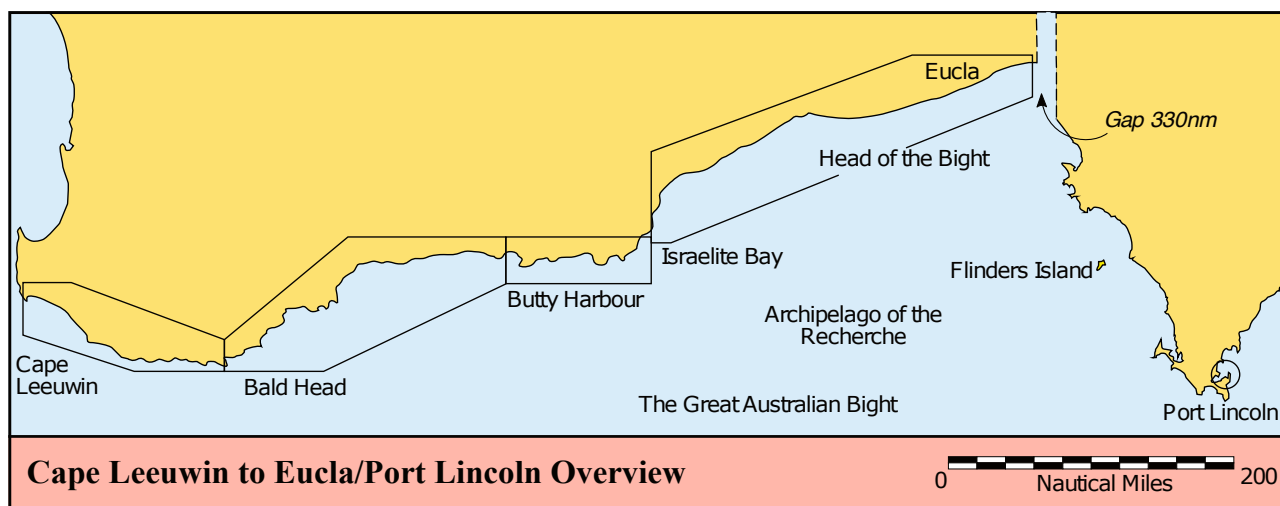 Eucla
Gap 330nm
Head of the Bight
Israelite Bay
Flinders Island
Butty Harbour
Archipelago of the
Recherche
Cape
Leeuwin
Bald Head
The Great Australian Bight
Port Lincoln
Cape Leeuwin to Eucla/Port Lincoln Overview
0
200
Nautical Miles